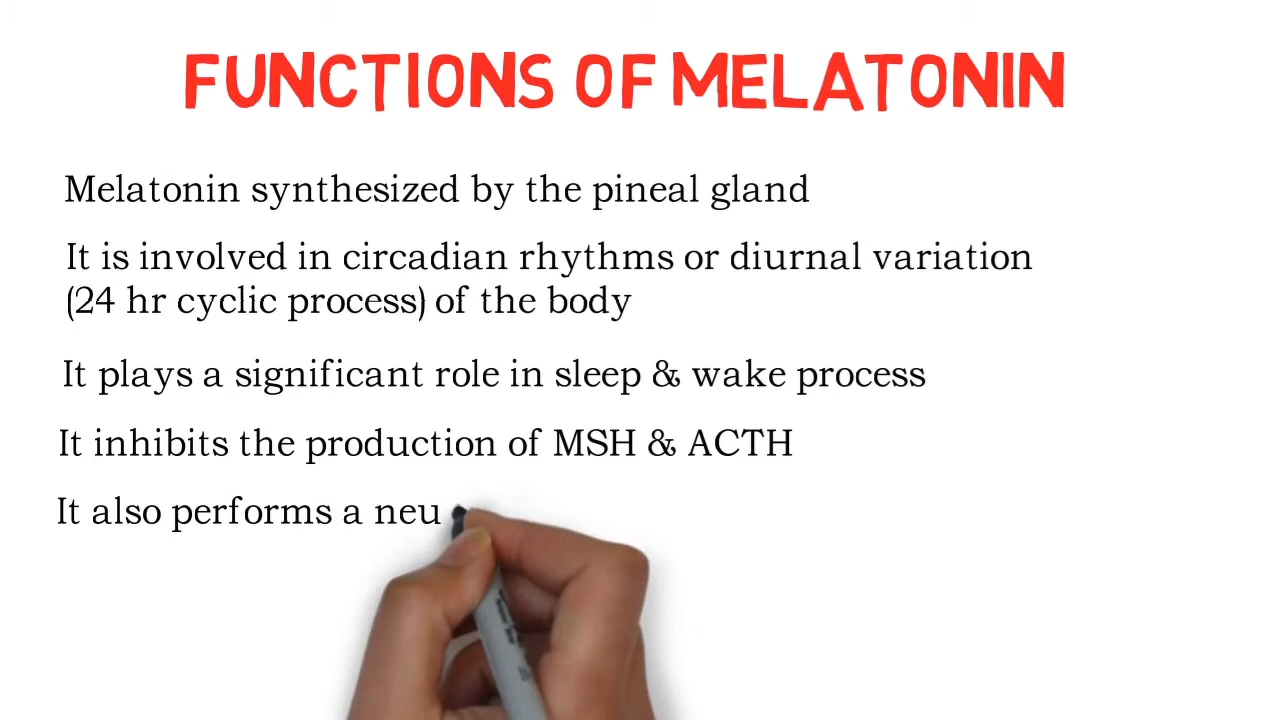 FUNCTIONS OF MELATONIN
Melatonin synthesized by the pineal gland
It is involved in circadian rhythms or diurnal variation
(24 hr cyclic process) of the body
It plays a significant role in sleep & wake process
It inhibits the production of MSH & ACTH
It also performs a neu